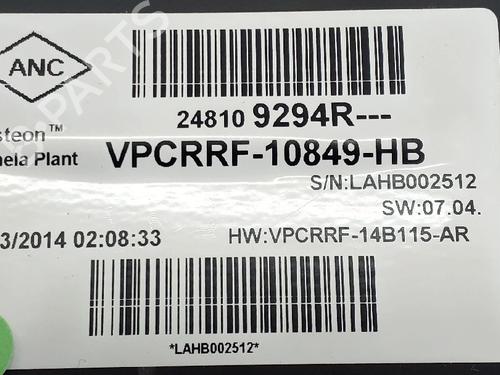 ANC
24810 9294R---
steon™
ela Plant
VPCRRF-10849-HB
S/N:LAHB002512
SW:07.04.
3/2014 02:08:33
HW:VPCRRF-14B115-AR
*LAHB002512*